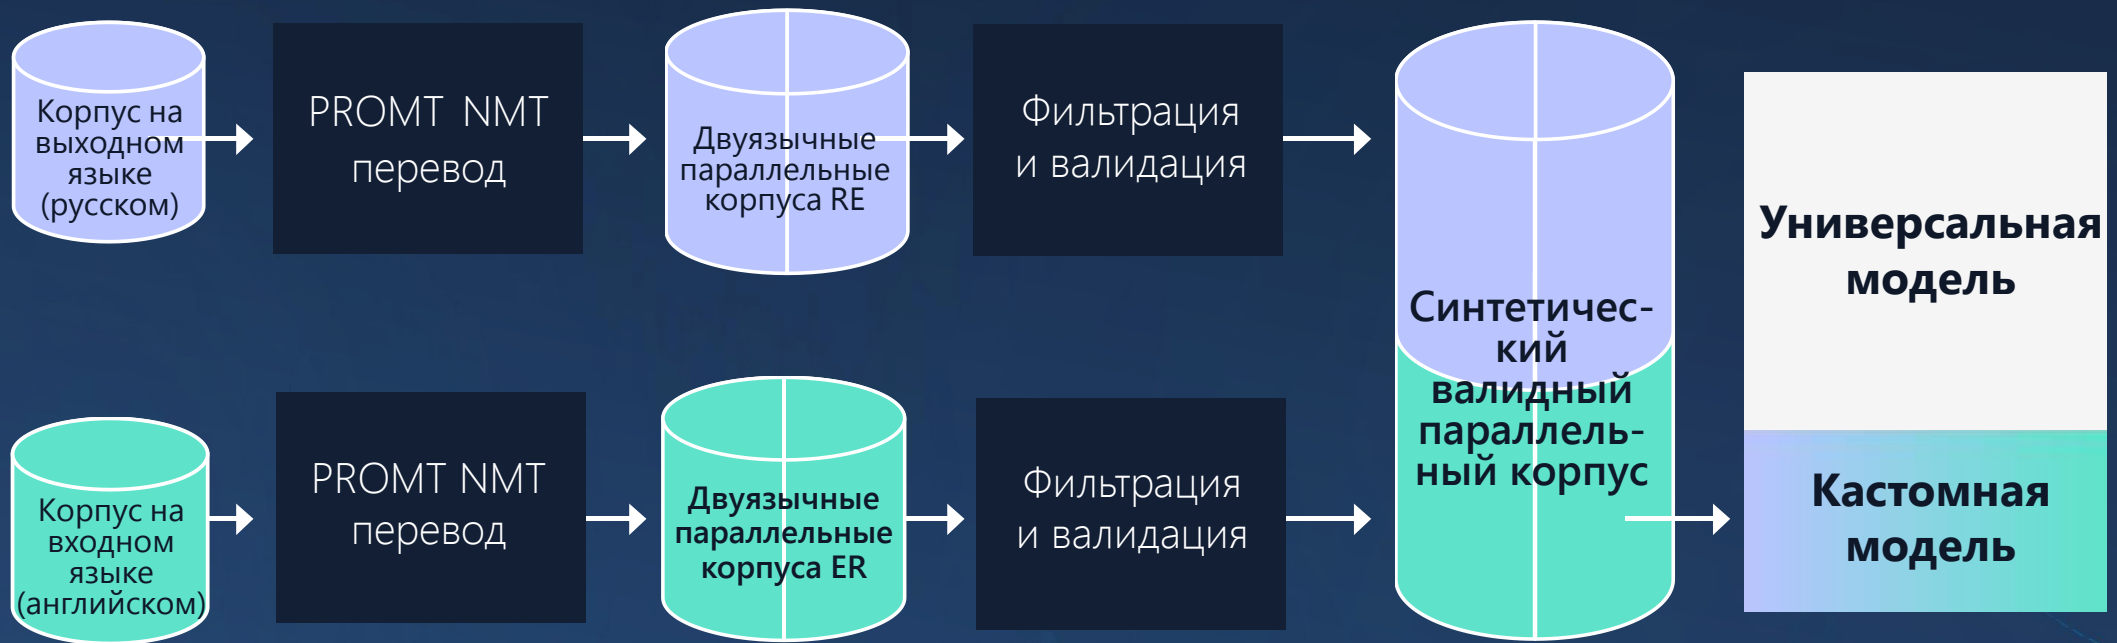 Корпус на
выходном
языке
(русском)
PROMT NMT
перевод
Двуязычные
параллельные
корпуса RE
Фильтрация
и валидация
Корпус на
входном
языке
(английском)
PROMT NMT
перевод
Двуязычные
параллельные
корпуса ER
Фильтрация
и валидация
Синтетичес-
кий
валидный
параллель-
ный корпус
Универсальная
модель
Кастомная
модель